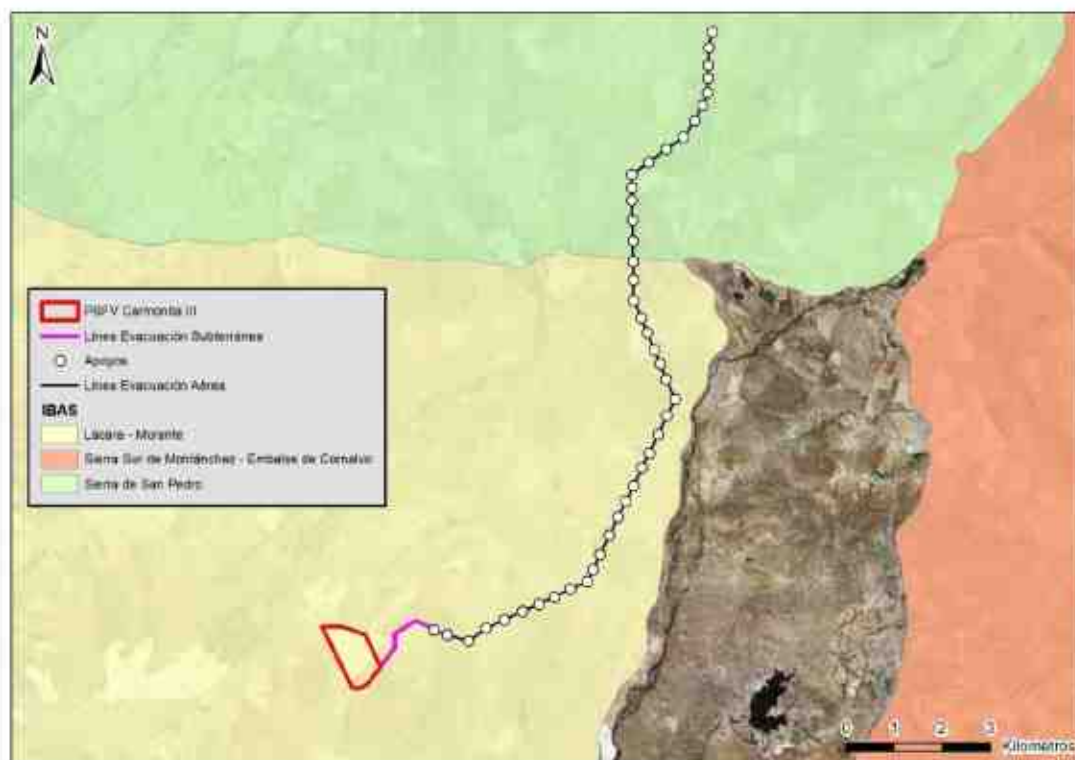 N
PSFV Carmonita III
Línea Evacuación Subterránea
Apoyos
Línea Evacuación Aérea
IBAS
Lácara - Morante
Sierra Sur de Montánchez - Embalse de Cornalvo
Sierra de San Pedro
0 1 2 3
Kilometros